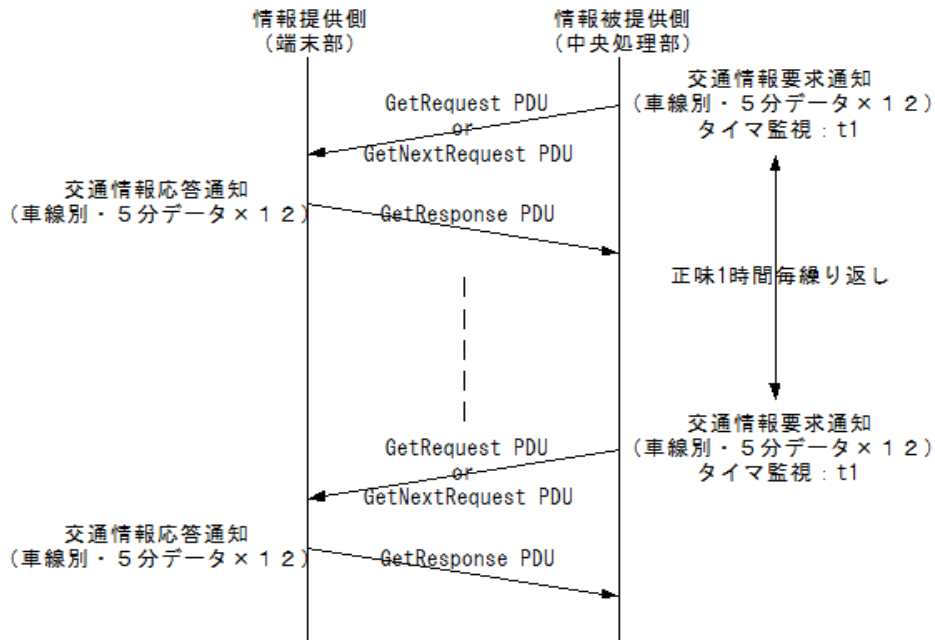 情報提供側
(端末部)
情報被提供側
(中央処理部)
交通情報要求通知
(車線別・5分データ×12)
タイマ監視:t1
GetRequest PDU
or
GetNextRequest PDU
交通情報応答通知
(車線別・5分データ×12)
GetResponse PDU
正味1時間毎繰り返し
交通情報要求通知
(車線別・5分データ×12)
タイマ監視:t1
GetRequest PDU
or
GetNextRequest PDU
交通情報応答通知
(車線別・5分データ×12)
GetResponse PDU